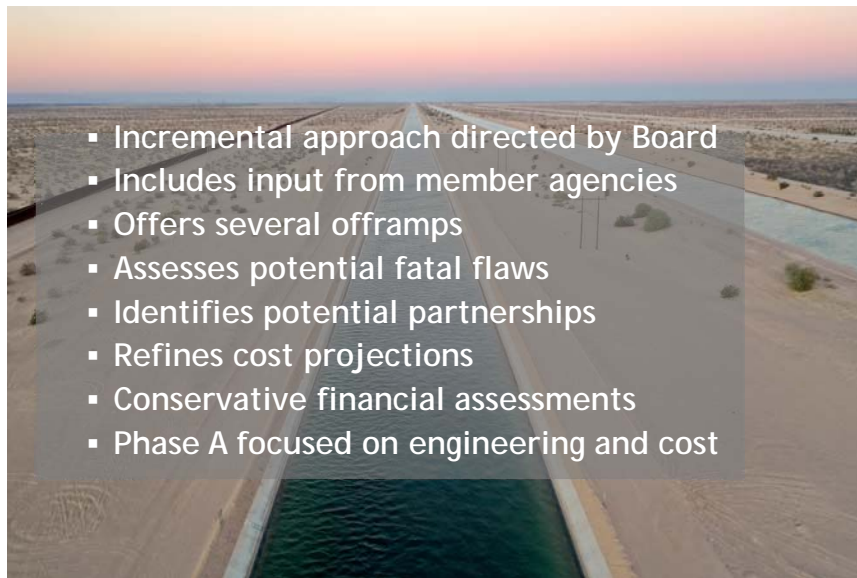 ▪ Incremental approach directed by Board
▪ Includes input from member agencies
▪ Offers several offramps
▪ Assesses potential fatal flaws
▪ Identifies potential partnerships
▪ Refines cost projections
▪ Conservative financial assessments
▪ Phase A focused on engineering and cost